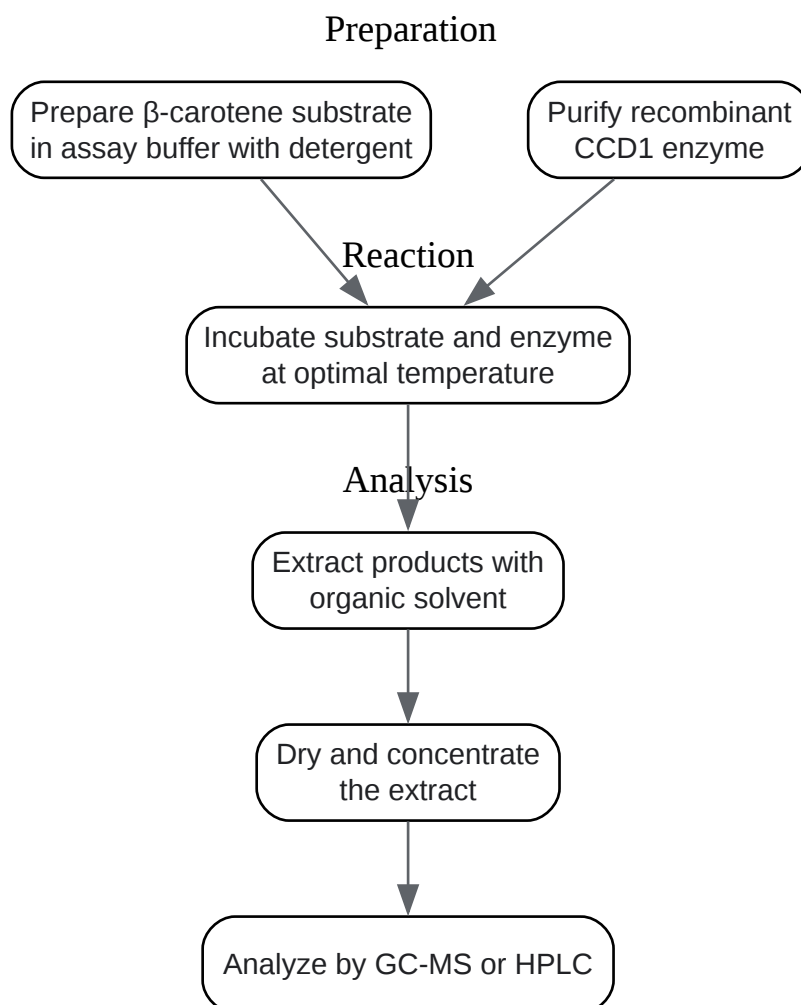 Preparation
Prepare β-carotene substrate
in assay buffer with detergent
Purify recombinant
CCD1 enzyme
Reaction
Incubate substrate and enzyme
at optimal temperature
Analysis
Extract products with
organic solvent
Dry and concentrate
the extract
Analyze by GC-MS or HPLC